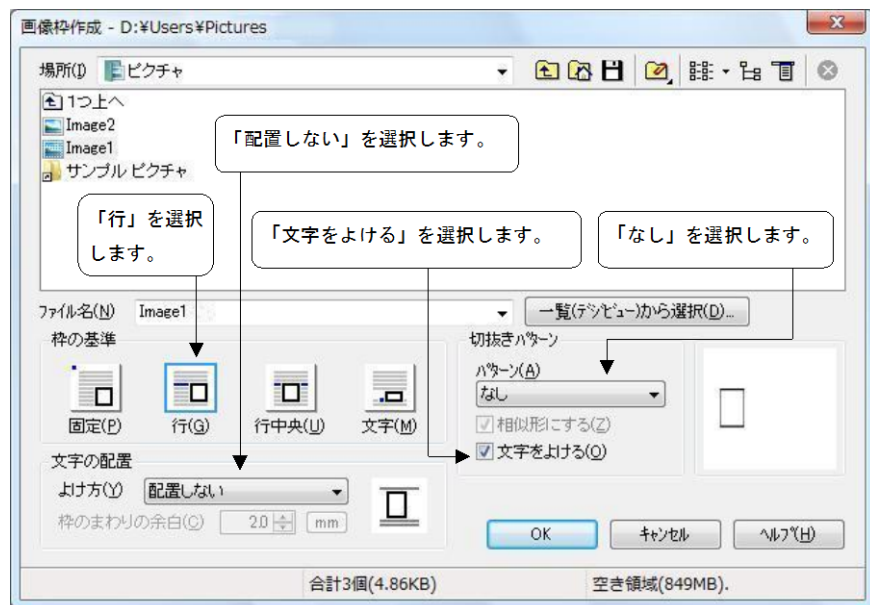 画像枠作成 - D:¥Users¥Pictures
場所(I) ピクチャ
1つ上へ
Image2
Image1
サンプル ピクチャ
「配置しない」を選択します。
「行」を選択
します。
「文字をよける」を選択します。
「なし」を選択します。
ファイル名(N) Image1
一覧(デジビュー)から選択(D)...
枠の基準
固定(P) 行(G) 行中央(U) 文字(M)
切抜きパターン
パターン(A)
なし
相似形にする(Z)
文字をよける(O)
文字の配置
よけ方(Y) 配置しない
枠のまわりの余白(C) 2.0 mm
OK キャンセル ヘルプ(H)
合計3個(4.86KB) 空き領域(849MB).